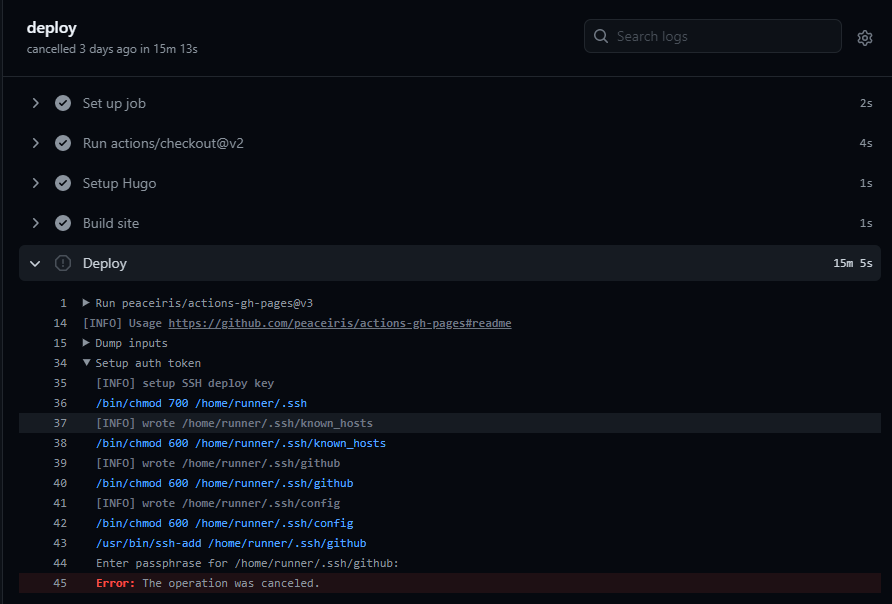 deploy
cancelled 3 days ago in 15m 13s
Search logs
Set up job 2s
Run actions/checkout@v2 4s
Setup Hugo 1s
Build site 1s
Deploy 15m 5s
1 Run peaceiris/actions-gh-pages@v3
14 [INFO] Usage https://github.com/peaceiris/actions-gh-pages#readme
15 Dump inputs
34 Setup auth token
35 [INFO] setup SSH deploy key
36 /bin/chmod 700 /home/runner/.ssh
37 [INFO] wrote /home/runner/.ssh/known_hosts
38 /bin/chmod 600 /home/runner/.ssh/known_hosts
39 [INFO] wrote /home/runner/.ssh/github
40 /bin/chmod 600 /home/runner/.ssh/github
41 [INFO] wrote /home/runner/.ssh/config
42 /bin/chmod 600 /home/runner/.ssh/config
43 /usr/bin/ssh-add /home/runner/.ssh/github
44 Enter passphrase for /home/runner/.ssh/github:
45 Error: The operation was canceled.